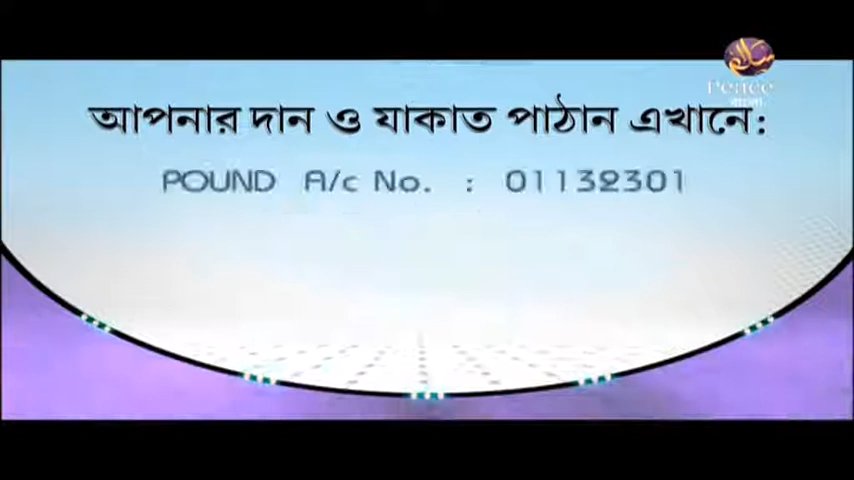 Peace
বাংলা
আপনার দান ও যাকাত পাঠান এখানে:
POUND A/c No. : 01132301